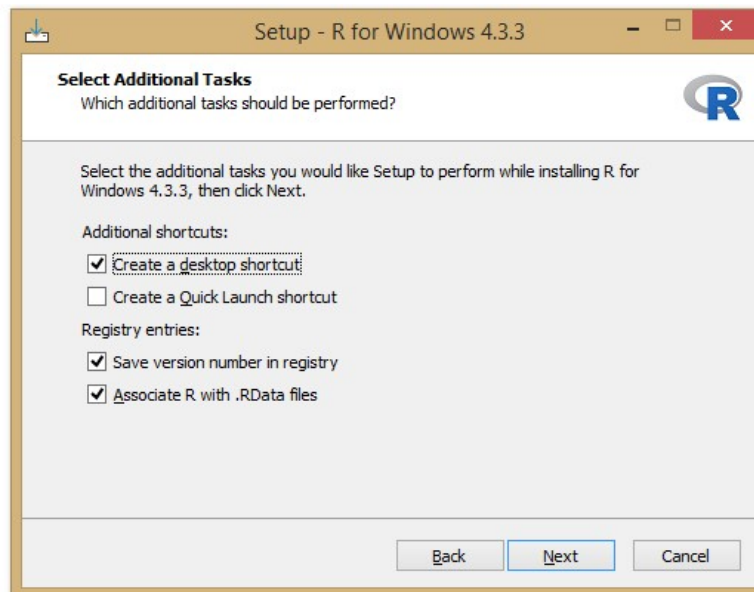 Setup - R for Windows 4.3.3
Select Additional Tasks
Which additional tasks should be performed?
R
Select the additional tasks you would like Setup to perform while installing R for
Windows 4.3.3, then click Next.
Additional shortcuts:
Create a desktop shortcut
Create a Quick Launch shortcut
Registry entries:
Save version number in registry
Associate R with .RData files
Back
Next
Cancel